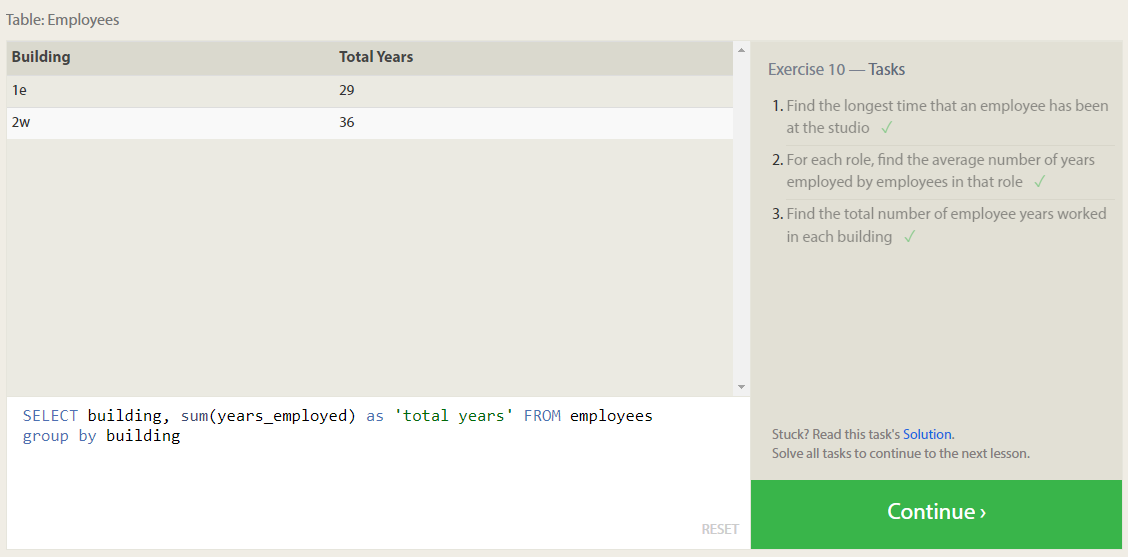 Table: Employees
Building Total Years
1e 29
2w 36
SELECT building, sum(years_employed) as 'total years' FROM employees
group by building
RESET
Exercise 10 — Tasks
1. Find the longest time that an employee has been
at the studio ✓
2. For each role, find the average number of years
employed by employees in that role ✓
3. Find the total number of employee years worked
in each building ✓
Stuck? Read this task's Solution.
Solve all tasks to continue to the next lesson.
Continue ›